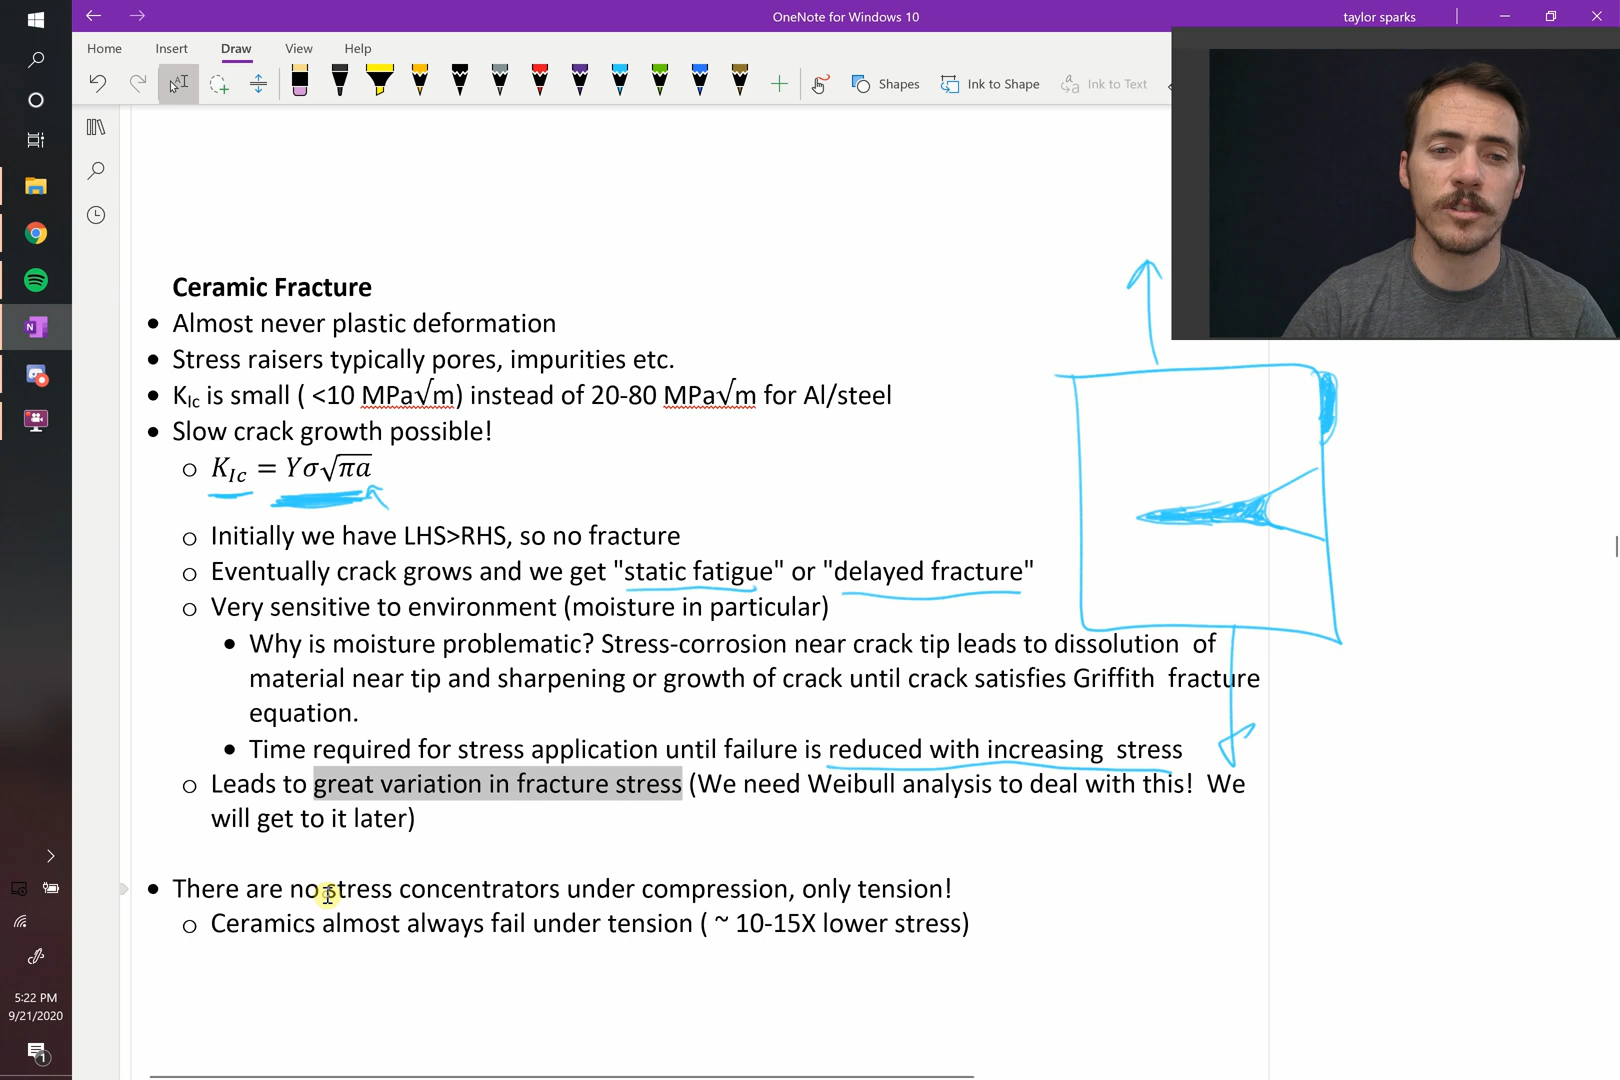 OneNote for Windows 10
taylor sparks
Home Insert Draw View Help
Shapes Ink to Shape Ink to Text
Ceramic Fracture
• Almost never plastic deformation
• Stress raisers typically pores, impurities etc.
• K_Ic is small ( <10 MPa√m) instead of 20-80 MPa√m for Al/steel
• Slow crack growth possible!
○ K_Ic = Yσ√πa
○ Initially we have LHS>RHS, so no fracture
○ Eventually crack grows and we get "static fatigue" or "delayed fracture"
○ Very sensitive to environment (moisture in particular)
• Why is moisture problematic? Stress-corrosion near crack tip leads to dissolution of
material near tip and sharpening or growth of crack until crack satisfies Griffith fracture
equation.
• Time required for stress application until failure is reduced with increasing stress
○ Leads to great variation in fracture stress (We need Weibull analysis to deal with this! We
will get to it later)
• There are no stress concentrators under compression, only tension!
○ Ceramics almost always fail under tension ( ~ 10-15X lower stress)
5:22 PM
9/21/2020
1